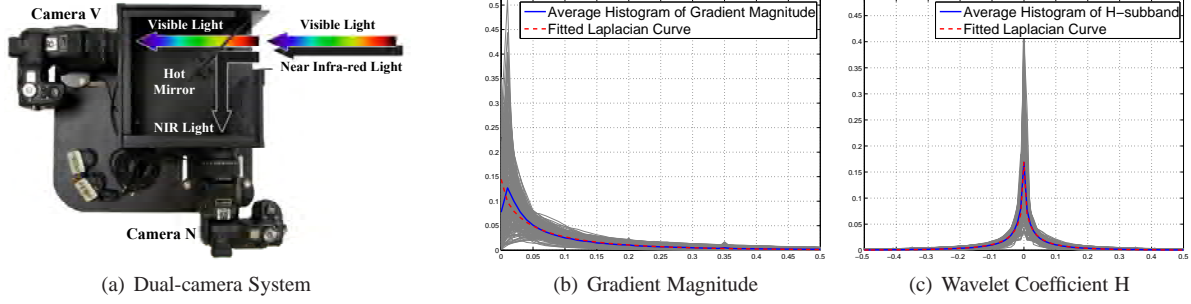 Camera V
Visible Light
Visible Light
Near Infra-red Light
Hot
Mirror
NIR Light
Camera N
(a) Dual-camera System
Average Histogram of Gradient Magnitude
Fitted Laplacian Curve
0.5
0.45
0.4
0.35
0.3
0.25
0.2
0.15
0.1
0.05
0
0 0.05 0.1 0.15 0.2 0.25 0.3 0.35 0.4 0.45 0.5
(b) Gradient Magnitude
Average Histogram of H−subband
Fitted Laplacian Curve
0.5
0.45
0.4
0.35
0.3
0.25
0.2
0.15
0.1
0.05
0
−0.5 −0.4 −0.3 −0.2 −0.1 0 0.1 0.2 0.3 0.4 0.5
(c) Wavelet Coefficient H